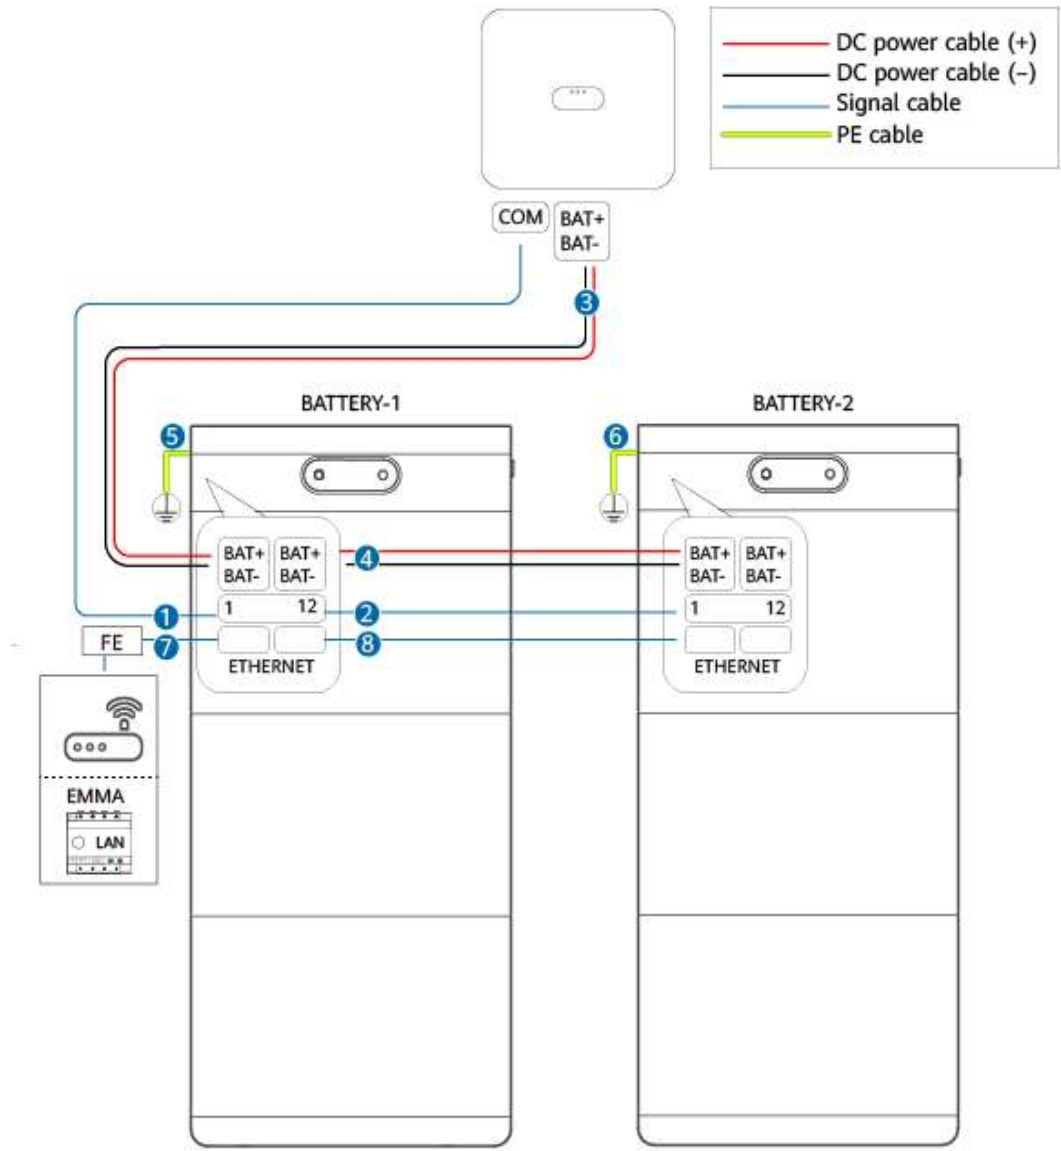 DC power cable (+)
DC power cable (−)
Signal cable
PE cable
COM
BAT+
BAT-
3
BATTERY-1
BATTERY-2
5
6
BAT+ BAT+
BAT- BAT-
4
BAT+ BAT+
BAT- BAT-
1
1 12
2
1 12
FE
7
8
ETHERNET
ETHERNET
EMMA
LAN